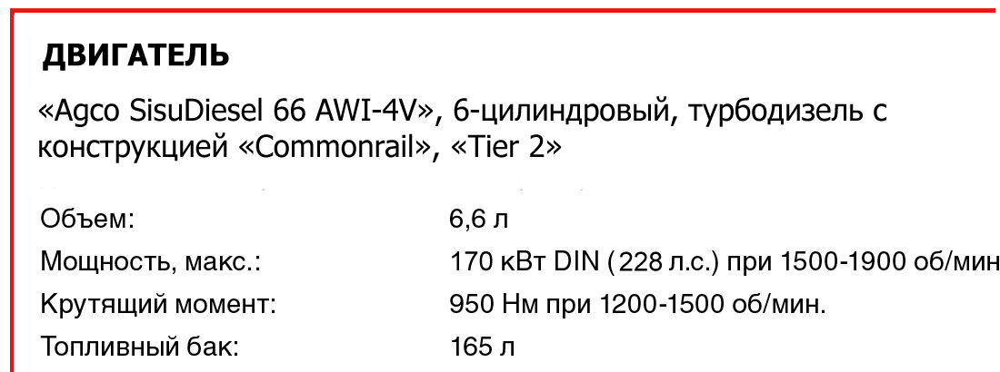 ДВИГАТЕЛЬ
«Agco SisuDiesel 66 AWI-4V», 6-цилиндровый, турбодизель с
конструкцией «Commonrail», «Tier 2»
Объем: 6,6 л
Мощность, макс.: 170 кВт DIN (228 л.с.) при 1500-1900 об/мин
Крутящий момент: 950 Нм при 1200-1500 об/мин.
Топливный бак: 165 л